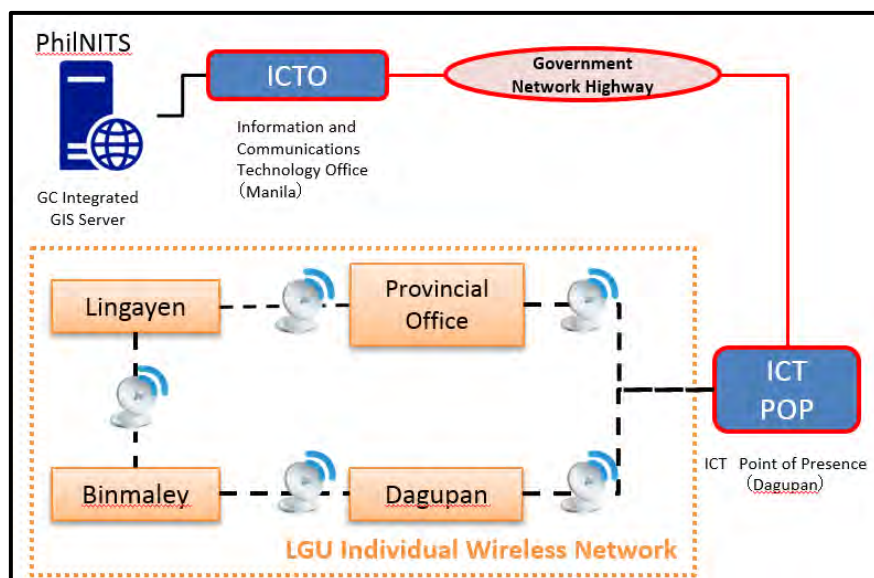 PhilNITS
ICTO
Government
Network Highway
Information and
Communications
Technology Office
（Manila）
GC Integrated
GIS Server
Lingayen
Provincial
Office
ICT
POP
Binmaley
Dagupan
ICT Point of Presence
（Dagupan）
LGU Individual Wireless Network